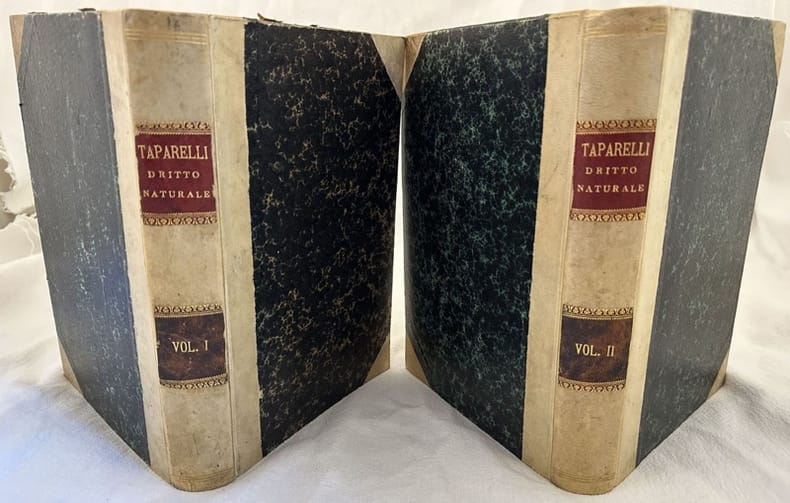 TAPARELLI
DRITTO
NATURALE
VOL. I
TAPARELLI
DRITTO
NATURALE
VOL. II